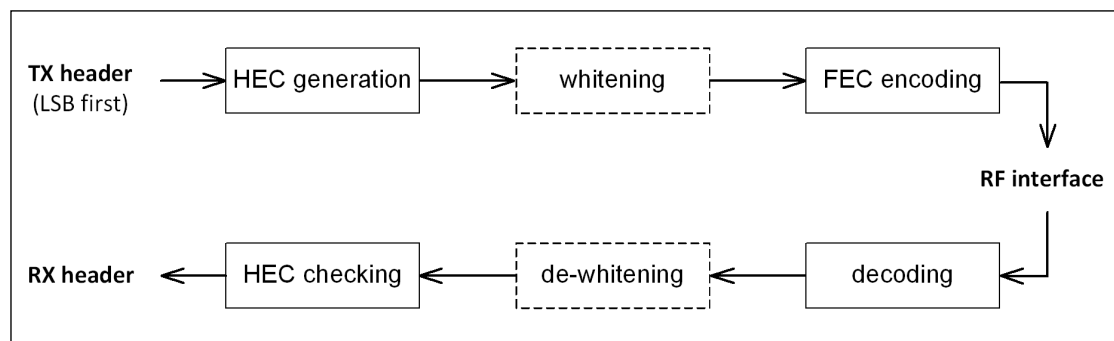 TX header
(LSB first)
HEC generation
whitening
FEC encoding
RF interface
RX header
HEC checking
de-whitening
decoding